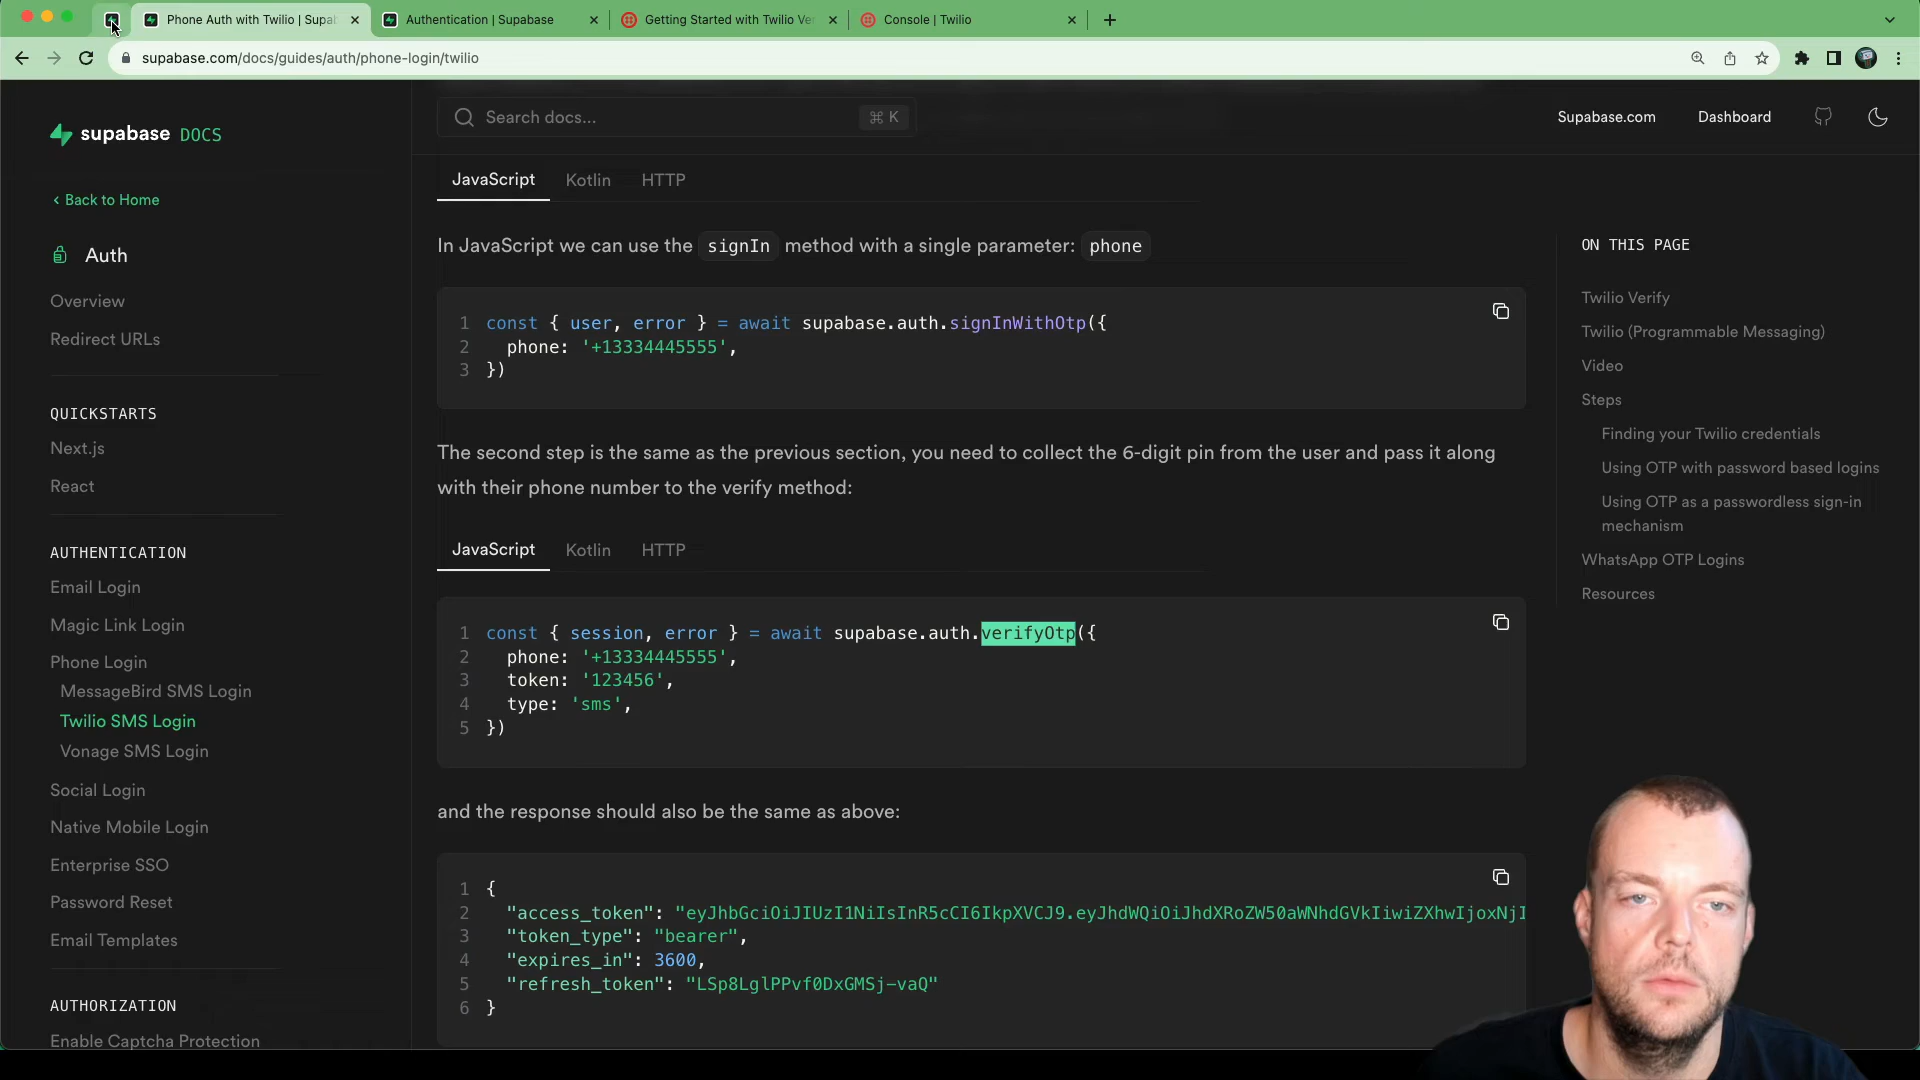 Phone Auth with Twilio | Supab
Authentication | Supabase
Getting Started with Twilio Ve
Console | Twilio
supabase.com/docs/guides/auth/phone-login/twilio
supabase DOCS
Search docs...
⌘ K
Supabase.com
Dashboard
‹ Back to Home
Auth
Overview
Redirect URLs
QUICKSTARTS
Next.js
React
AUTHENTICATION
Email Login
Magic Link Login
Phone Login
MessageBird SMS Login
Twilio SMS Login
Vonage SMS Login
Social Login
Native Mobile Login
Enterprise SSO
Password Reset
Email Templates
AUTHORIZATION
Enable Captcha Protection
JavaScript Kotlin HTTP
In JavaScript we can use the signIn method with a single parameter: phone
1 const { user, error } = await supabase.auth.signInWithOtp({
2 phone: '+13334445555',
3 })
The second step is the same as the previous section, you need to collect the 6-digit pin from the user and pass it along
with their phone number to the verify method:
JavaScript Kotlin HTTP
1 const { session, error } = await supabase.auth.verifyOtp({
2 phone: '+13334445555',
3 token: '123456',
4 type: 'sms',
5 })
and the response should also be the same as above:
1 {
2 "access_token": "eyJhbGciOiJIUzI1NiIsInR5cCI6IkpXVCJ9.eyJhdWQiOiJhdXRoZW50aWNhdGVkIiwiZXhwIjoxNjI
3 "token_type": "bearer",
4 "expires_in": 3600,
5 "refresh_token": "LSp8LglPPvf0DxGMSj-vaQ"
6 }
ON THIS PAGE
Twilio Verify
Twilio (Programmable Messaging)
Video
Steps
Finding your Twilio credentials
Using OTP with password based logins
Using OTP as a passwordless sign-in
mechanism
WhatsApp OTP Logins
Resources